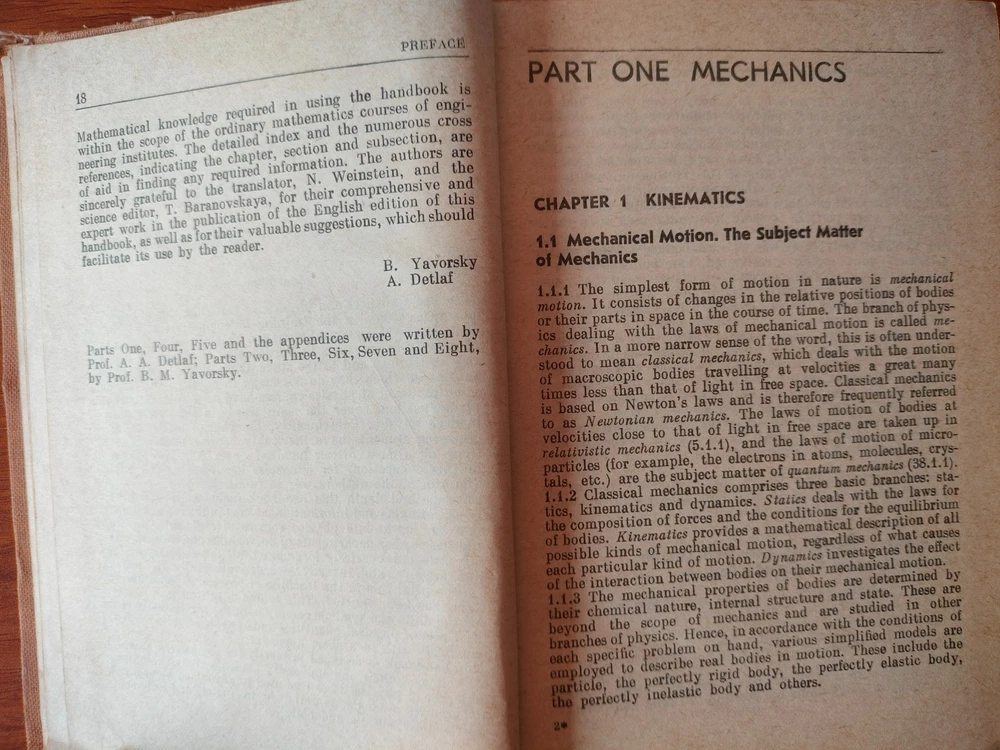 PREFACE
18
Mathematical knowledge required in using the handbook is
within the scope of the ordinary mathematics courses of engi-
neering institutes. The detailed index and the numerous cross
references, indicating the chapter, section and subsection, are
of aid in finding any required information. The authors are
sincerely grateful to the translator, N. Weinstein, and the
science editor, T. Baranovskaya, for their comprehensive and
expert work in the publication of the English edition of this
handbook, as well as for their valuable suggestions, which should
facilitate its use by the reader.
B. Yavorsky
A. Detlaf
Parts One, Four, Five and the appendices were written by
Prof. A. A. Detlaf; Parts Two, Three, Six, Seven and Eight,
by Prof. B. M. Yavorsky.
PART ONE MECHANICS
CHAPTER 1 KINEMATICS
1.1 Mechanical Motion. The Subject Matter
of Mechanics
1.1.1 The simplest form of motion in nature is mechanical
motion. It consists of changes in the relative positions of bodies
or their parts in space in the course of time. The branch of phys-
ics dealing with the laws of mechanical motion is called me-
chanics. In a more narrow sense of the word, this is often under-
stood to mean classical mechanics, which deals with the motion
of macroscopic bodies travelling at velocities a great many
times less than that of light in free space. Classical mechanics
is based on Newton's laws and is therefore frequently referred
to as Newtonian mechanics. The laws of motion of bodies at
velocities close to that of light in free space are taken up in
relativistic mechanics (5.1.1), and the laws of motion of micro-
particles (for example, the electrons in atoms, molecules, crys-
tals, etc.) are the subject matter of quantum mechanics (38.1.1).
1.1.2 Classical mechanics comprises three basic branches: sta-
tics, kinematics and dynamics. Statics deals with the laws for
the composition of forces and the conditions for the equilibrium
of bodies. Kinematics provides a mathematical description of all
possible kinds of mechanical motion, regardless of what causes
each particular kind of motion. Dynamics investigates the effect
of the interaction between bodies on their mechanical motion.
1.1.3 The mechanical properties of bodies are determined by
their chemical nature, internal structure and state. These are
beyond the scope of mechanics and are studied in other
branches of physics. Hence, in accordance with the conditions of
each specific problem on hand, various simplified models are
employed to describe real bodies in motion. These include the
particle, the perfectly rigid body, the perfectly elastic body,
the perfectly inelastic body and others.
2*